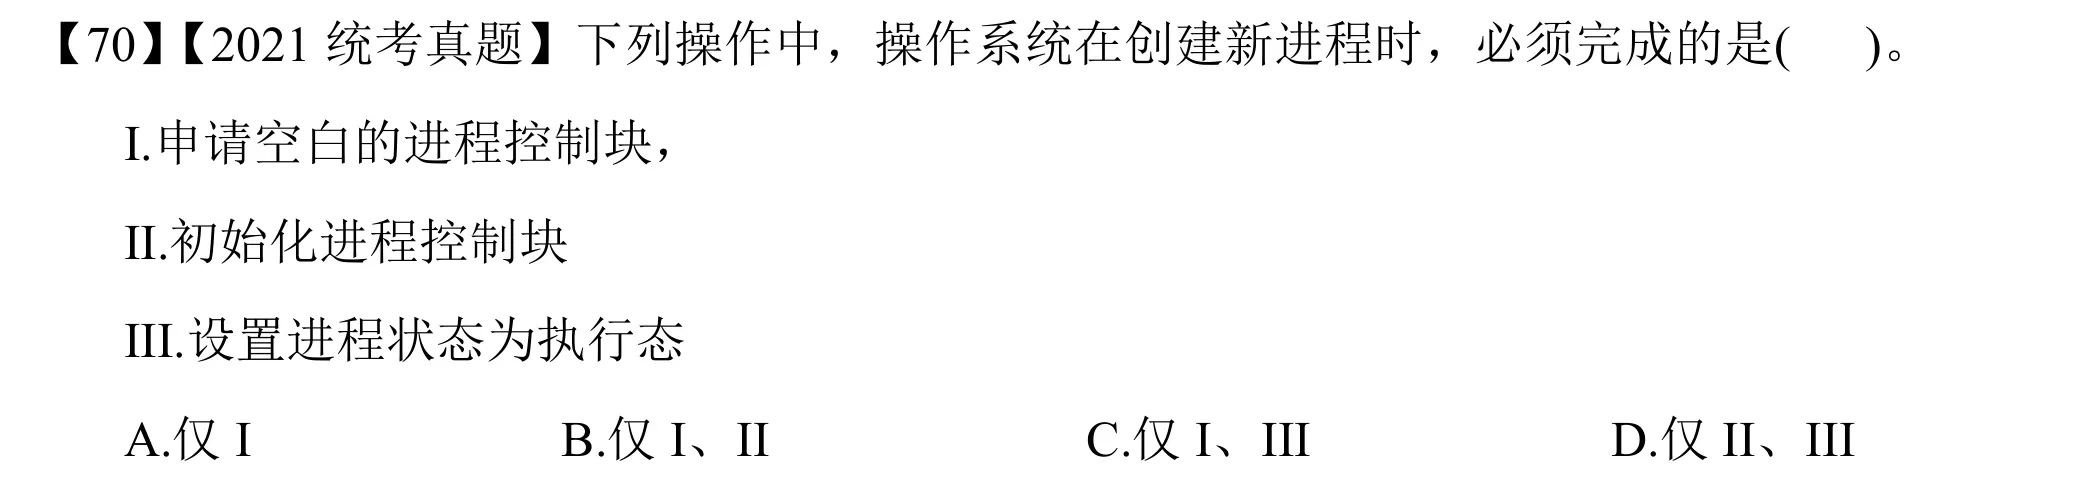 【70】【2021 统考真题】下列操作中，操作系统在创建新进程时，必须完成的是( )。
I.申请空白的进程控制块，
II.初始化进程控制块
III.设置进程状态为执行态
A.仅 I B.仅 I、II C.仅 I、III D.仅 II、III